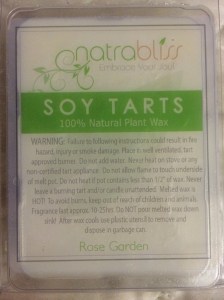 natrabliss
Embrace Your Soul
SOY TARTS
100% Natural Plant Wax
WARNING: Failure to following instructions could result in fire
hazard, injury or smoke damage. Place in well ventilated, tart
approved burners. Do not add water. Never heat on stove or any
non-certified tart appliance. Do not allow flame to touch underside
of melt pot. Do not heat if pot contains less than 1/2" of wax. Never
leave a burning tart and/or candle unattended. Melted wax is
HOT! To avoid harm, keep out of reach of children and animals.
Fragrance last approx. 10-25hrs. Do NOT open melted wax down
until After wax cools use plastic utensil to remove and
dispose in garbage can.
Rose Garden